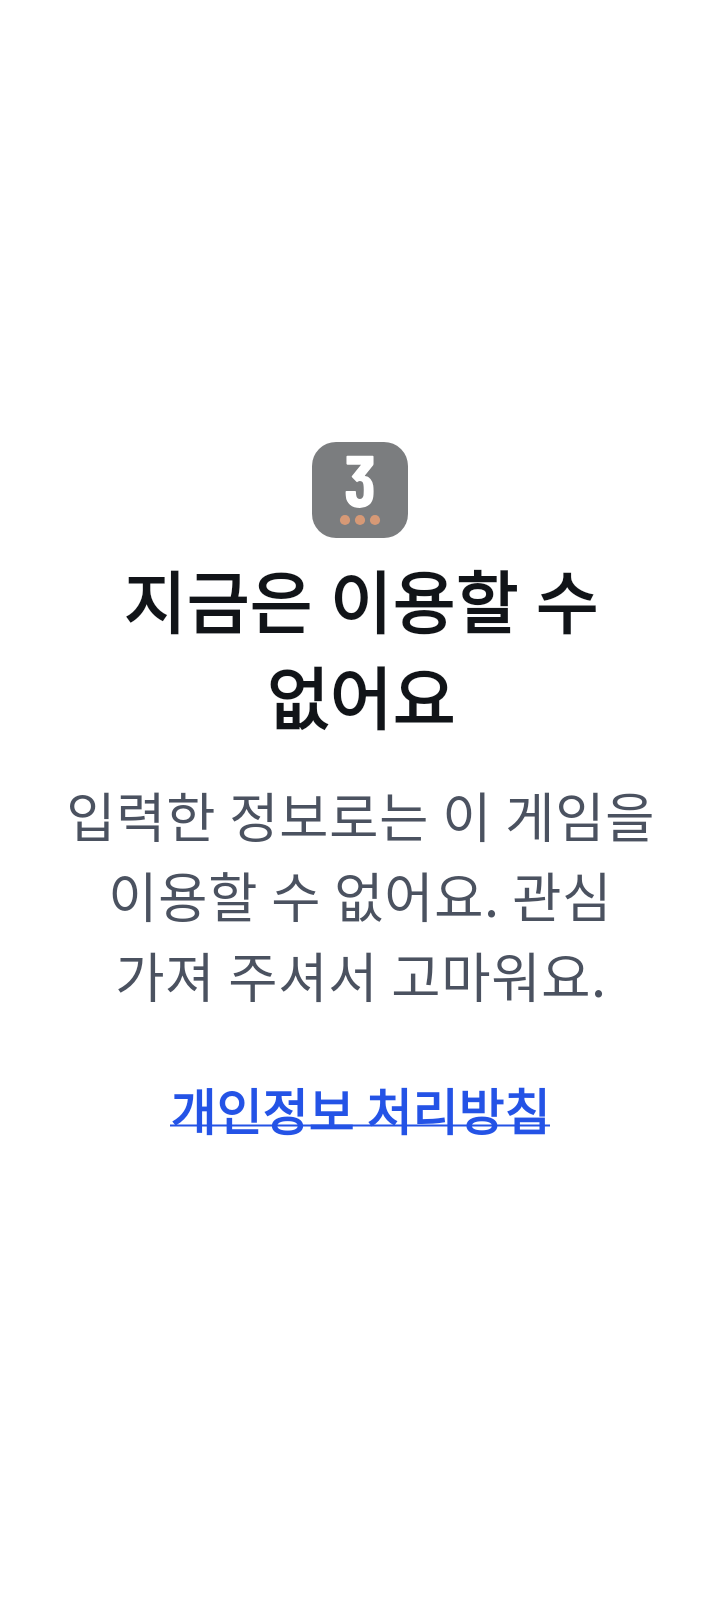 3
지금은 이용할 수
없어요
입력한 정보로는 이 게임을
이용할 수 없어요. 관심
가져 주셔서 고마워요.
개인정보 처리방침